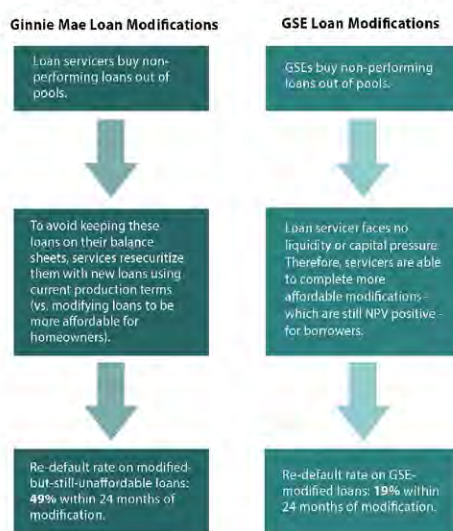 Ginnie Mae Loan Modifications
Loan servicers buy non-
performing loans out of
pools.
To avoid keeping these
loans on their balance
sheets, services resecuritize
them with new loans using
current production terms
(vs. modifying loans to be
more affordable for
homeowners).
Re-default rate on modified-
but-still-unaffordable loans:
49% within 24 months of
modification.
GSE Loan Modifications
GSEs buy non-performing
loans out of pools.
Loan servicer faces no
liquidity or capital pressure
Therefore, servicers are able
to complete more
affordable modifications -
which are still NPV positive -
for borrowers.
Re-default rate on GSE-
modified loans: 19% within
24 months of modification.